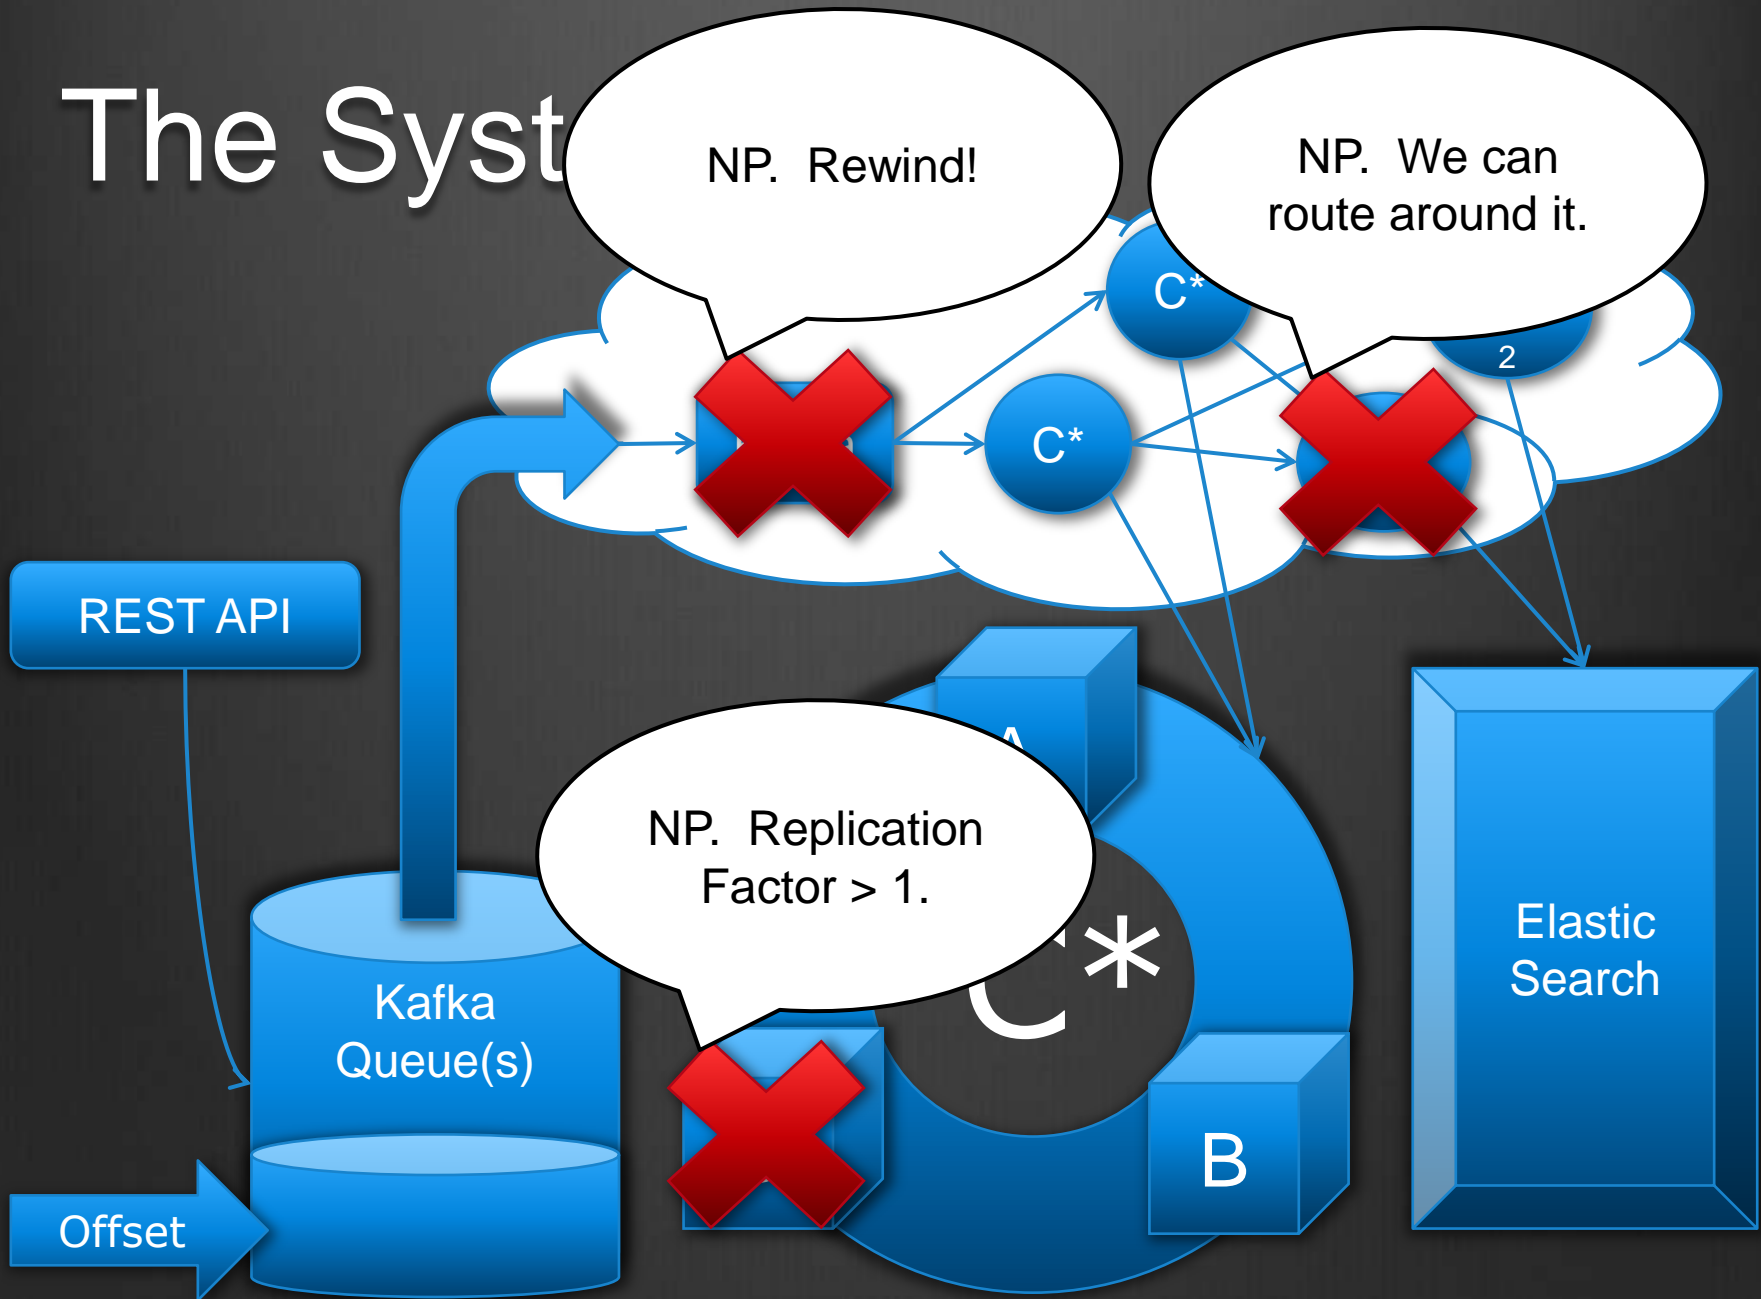 The Syst
NP. Rewind!
NP. We can
route around it.
C*
2
C*
REST API
A
NP. Replication
Factor > 1.
C*
Elastic
Search
Kafka
Queue(s)
B
Offset